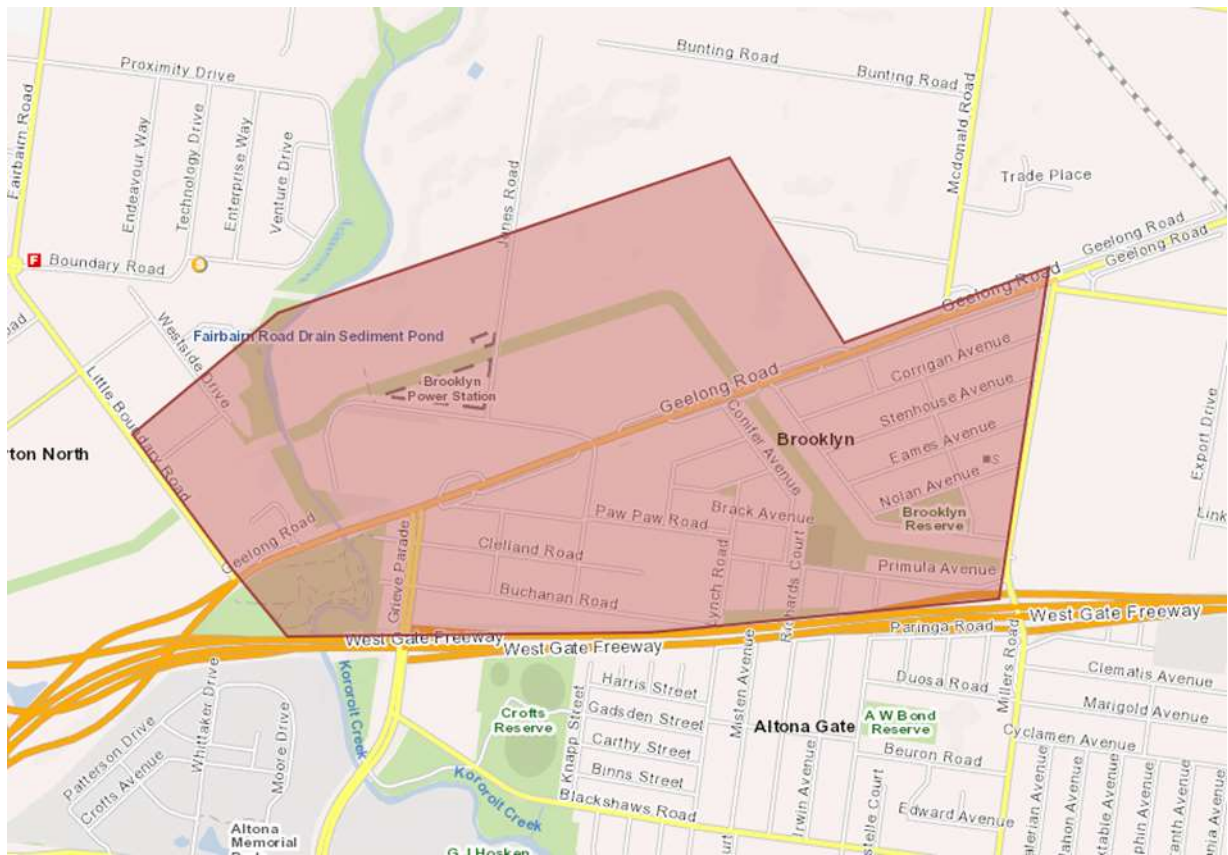 Bunting Road
Bunting Road
Proximity Drive
Fairbairn Road
Endeavour Way
Technology Drive
Enterprise Way
Venture Drive
Jones Road
Mcdonald Road
Trade Place
Geelong Road
Geelong Road
Geelong Road
F
Boundary Road
Westside Drive
Fairbairn Road Drain Sediment Pond
Little Boundary Road
Brooklyn
Power Station
Geelong Road
Corrigan Avenue
Stenhouse Avenue
Conifer Avenue
Brooklyn
Eames Avenue
S
Nolan Avenue
Brooklyn
Reserve
Export Drive
Link
rton North
Geelong Road
Grieve Parade
Paw Paw Road
Brack Avenue
Clelland Road
Lynch Road
Richards Court
Primula Avenue
Buchanan Road
West Gate Freeway
West Gate Freeway
West Gate Freeway
Paringa Road
Millers Road
Kororoit Creek
Whittaker Drive
Patterson Drive
Crofts Avenue
Moore Drive
Crofts
Reserve
Knapp Street
Harris Street
Gadsden Street
Carthy Street
Binns Street
Blackshaws Road
Kororoit Creek
Misten Avenue
Altona Gate
Irwin Avenue
Duosa Road
A W Bond
Reserve
Beuron Road
Edward Avenue
Clematis Avenue
Marigold Avenue
Cyclamen Avenue
Altona
Memorial
G J Hosken